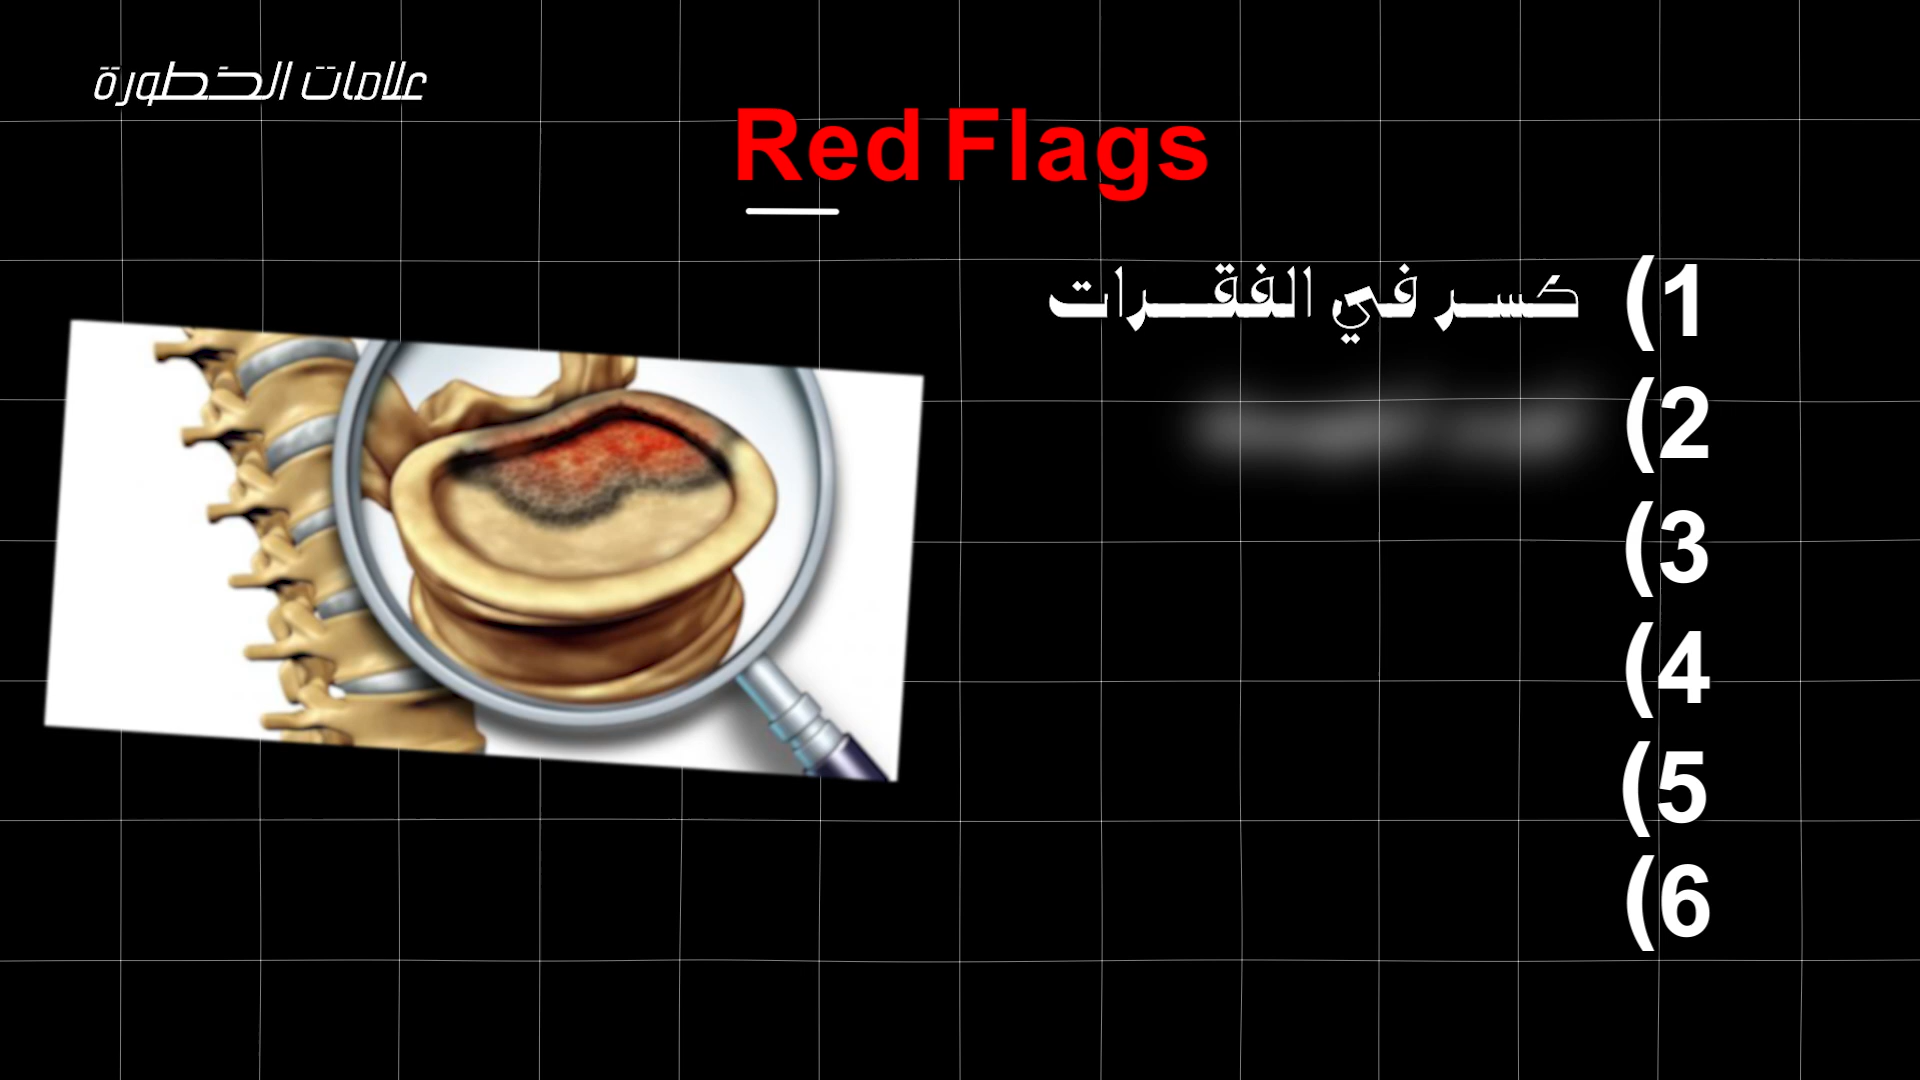 علامات الخطورة
Red Flags
1) كسر في الفقرات
2)
3)
4)
5)
6)